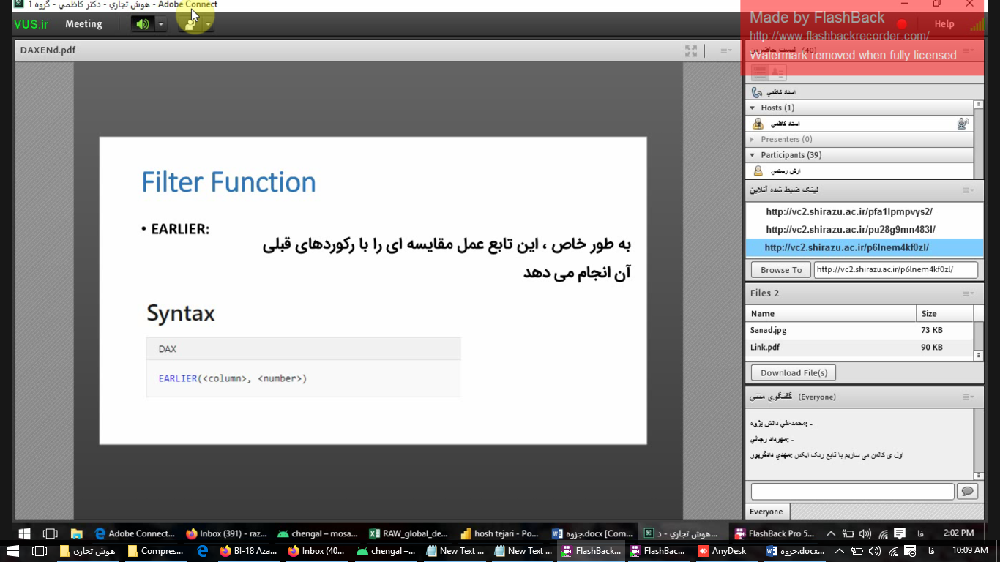 هوش تجاري - دکتر کاظمي - گروه 1 - Adobe Connect
VUS.ir Meeting Help
Made by FlashBack
http://www.flashbackrecorder.com/
Watermark removed when fully licensed
DAXENd.pdf
لیست حاضرین (40)
استاد کاظمي
Hosts (1)
استاد کاظمي
Presenters (0)
Participants (39)
ارش رستمي
Filter Function
• EARLIER:
به طور خاص ، این تابع عمل مقایسه ای را با رکوردهای قبلی
آن انجام می دهد
Syntax
DAX
EARLIER(<column>, <number>)
لینک ضبط شده آنلاین
http://vc2.shirazu.ac.ir/pfa1lpmpvys2/
http://vc2.shirazu.ac.ir/pu28g9mn483l/
http://vc2.shirazu.ac.ir/p6lnem4kf0zl/
Browse To http://vc2.shirazu.ac.ir/p6lnem4kf0zl/
Files 2
Name Size
Sanad.jpg 73 KB
Link.pdf 90 KB
Download File(s)
گفتگوي متني (Everyone)
محمدعلي دانش پژوه: -
مهرداد رجائي: -
مهدي دادگرپور: اول ی کالمن مي سازيم با تابع رنک ايکس
Everyone
Adobe Connect... Inbox (391) - raz... chengal – mosa... RAW_global_de... hosh tejari - Po... جزوه.docx [Com... هوش تجاري - د... FlashBack Pro 5... فا 2:02 PM
هوش تجاری Compres... BI-18 Aza... Inbox (40... chengel –... New Text ... New Text ... FlashBack... FlashBac... AnyDesk جزوه.docx... فا 10:09 AM